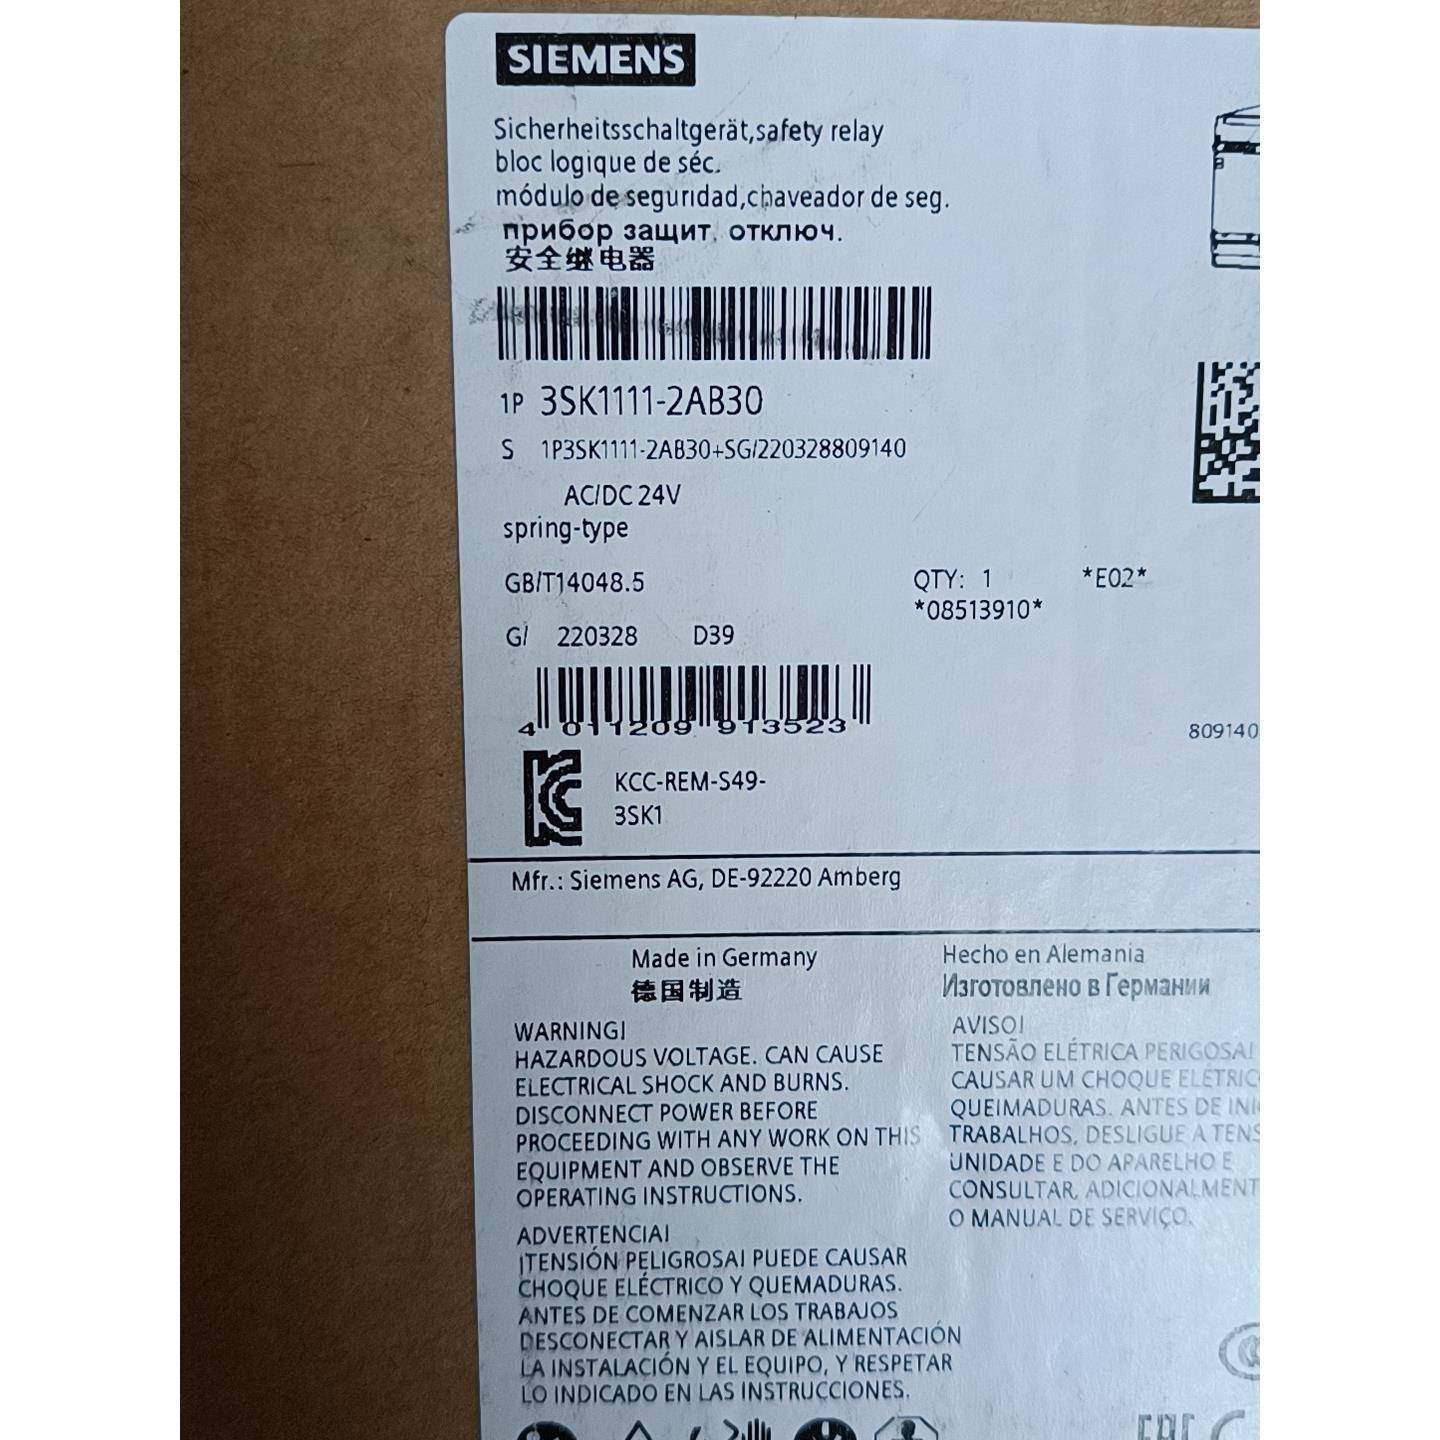 SIEMENS
Sicherheitsschaltgerät,safety relay
bloc logique de séc.
módulo de seguridad,chaveador de seg.
прибор защит. отключ.
安全继电器
1P 3SK1111-2AB30
S 1P3SK1111-2AB30+SG/220328809140
AC/DC 24V
spring-type
GB/T14048.5
QTY: 1 *E02*
*08513910*
G/ 220328 D39
4 011209 913523
809140
KCC-REM-S49-
3SK1
Mfr.: Siemens AG, DE-92220 Amberg
Made in Germany
德国制造
Hecho en Alemania
Изготовлено в Германии
WARNING!
HAZARDOUS VOLTAGE. CAN CAUSE
ELECTRICAL SHOCK AND BURNS.
DISCONNECT POWER BEFORE
PROCEEDING WITH ANY WORK ON THIS
EQUIPMENT AND OBSERVE THE
OPERATING INSTRUCTIONS.
AVISO!
TENSÃO ELÉTRICA PERIGOSA!
CAUSAR UM CHOQUE ELÉTRIC
QUEIMADURAS. ANTES DE INI
TRABALHOS, DESLIGUE A TENS
UNIDADE E DO APARELHO E
CONSULTAR, ADICIONALMENT
O MANUAL DE SERVIÇO.
ADVERTENCIA!
¡TENSIÓN PELIGROSA! PUEDE CAUSAR
CHOQUE ELÉCTRICO Y QUEMADURAS.
ANTES DE COMENZAR LOS TRABAJOS
DESCONECTAR Y AISLAR DE ALIMENTACIÓN
LA INSTALACIÓN Y EL EQUIPO, Y RESPETAR
LO INDICADO EN LAS INSTRUCCIONES.